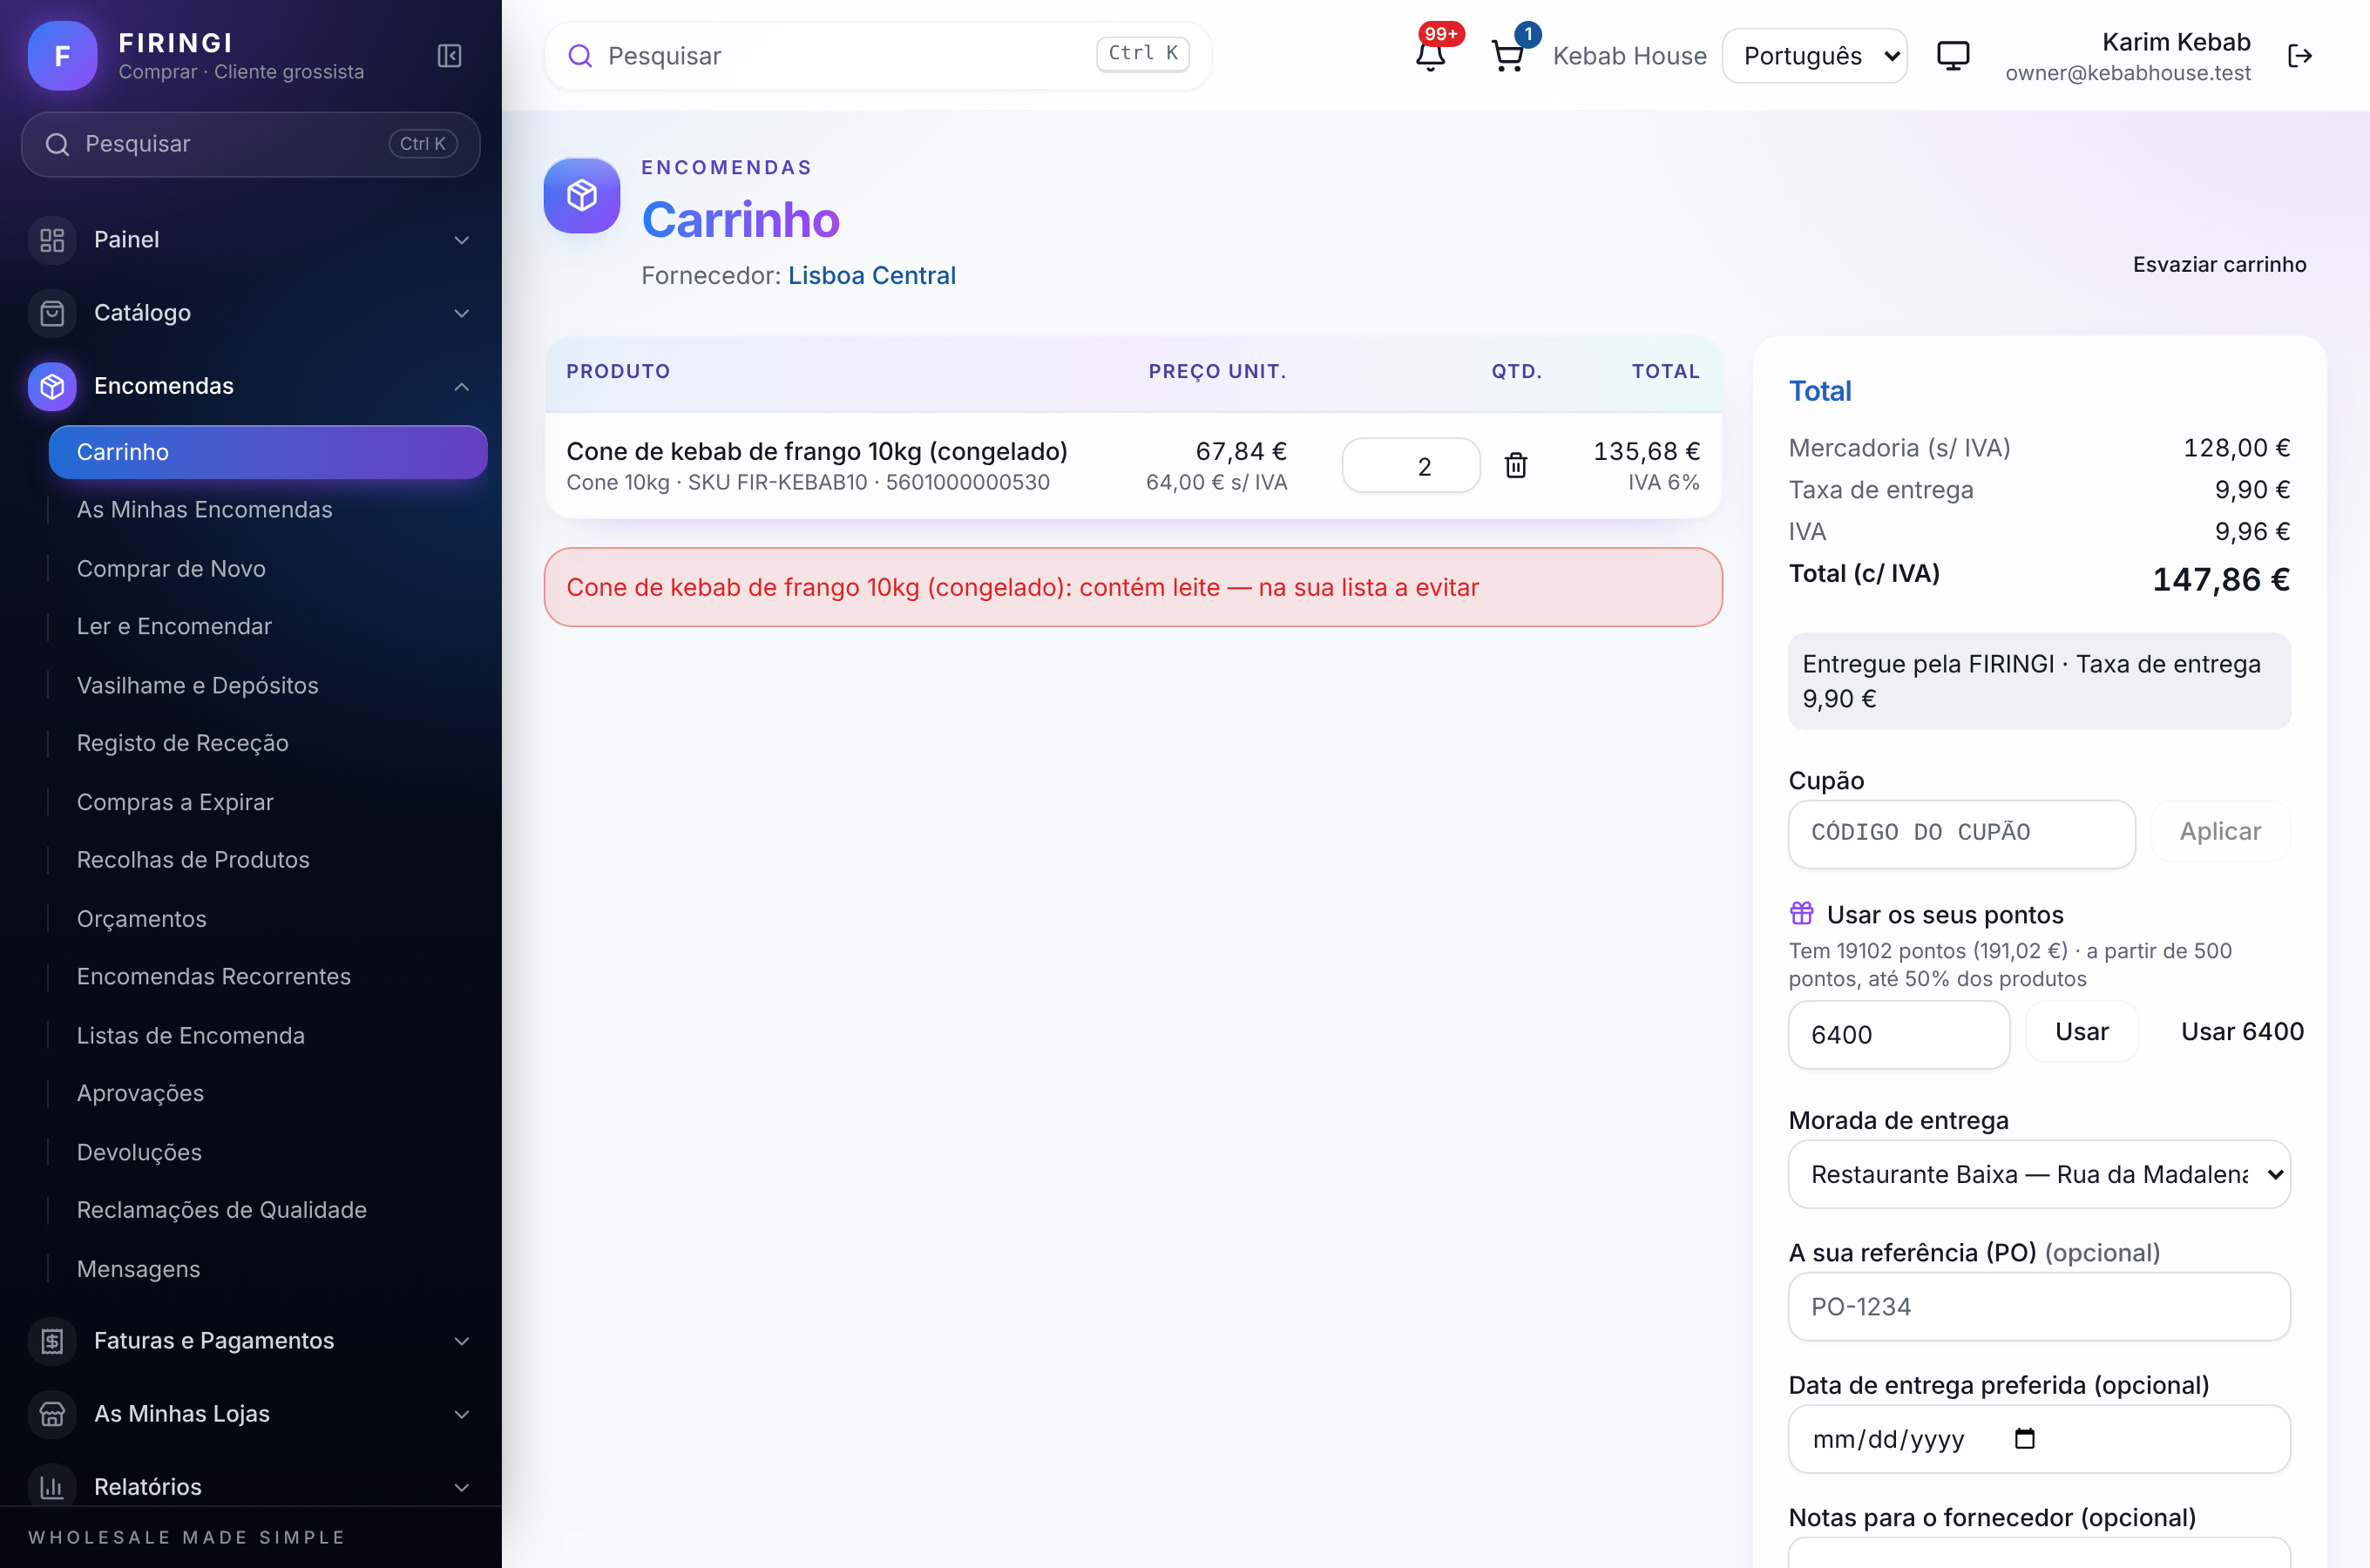 F
FIRINGI
Comprar · Cliente grossista
Pesquisar
Ctrl K
Painel
Catálogo
Encomendas
Carrinho
As Minhas Encomendas
Comprar de Novo
Ler e Encomendar
Vasilhame e Depósitos
Registo de Receção
Compras a Expirar
Recolhas de Produtos
Orçamentos
Encomendas Recorrentes
Listas de Encomenda
Aprovações
Devoluções
Reclamações de Qualidade
Mensagens
Faturas e Pagamentos
As Minhas Lojas
Relatórios
WHOLESALE MADE SIMPLE
Pesquisar
Ctrl K
99+
1
Kebab House
Português
Karim Kebab
owner@kebabhouse.test
ENCOMENDAS
Carrinho
Fornecedor: Lisboa Central
Esvaziar carrinho
PRODUTO PREÇO UNIT. QTD. TOTAL
Cone de kebab de frango 10kg (congelado) 67,84 € 2 135,68 €
Cone 10kg · SKU FIR-KEBAB10 · 5601000000530 64,00 € s/ IVA IVA 6%
Cone de kebab de frango 10kg (congelado): contém leite — na sua lista a evitar
Total
Mercadoria (s/ IVA) 128,00 €
Taxa de entrega 9,90 €
IVA 9,96 €
Total (c/ IVA) 147,86 €
Entregue pela FIRINGI · Taxa de entrega
9,90 €
Cupão
CÓDIGO DO CUPÃO Aplicar
Usar os seus pontos
Tem 19102 pontos (191,02 €) · a partir de 500
pontos, até 50% dos produtos
6400 Usar Usar 6400
Morada de entrega
Restaurante Baixa — Rua da Madalena
A sua referência (PO) (opcional)
PO-1234
Data de entrega preferida (opcional)
mm/dd/yyyy
Notas para o fornecedor (opcional)